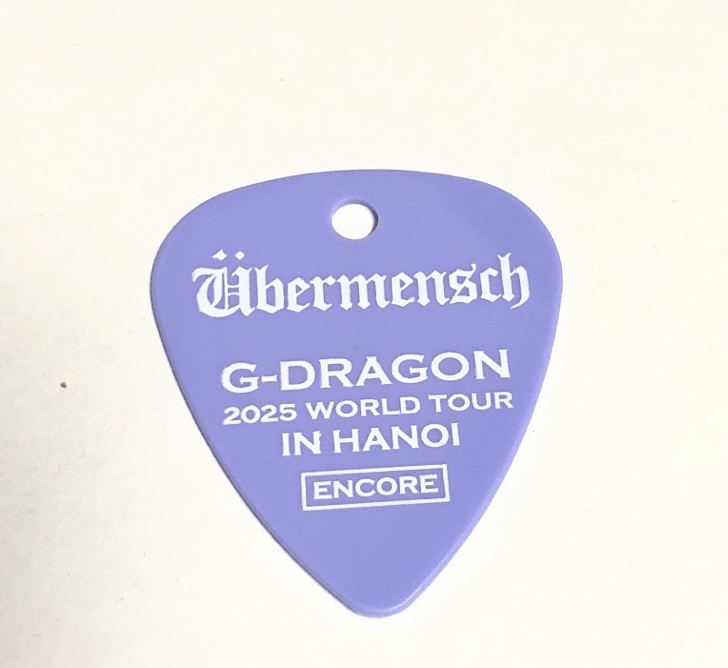 Übermensch
G-DRAGON
2025 WORLD TOUR
IN HANOI
ENCORE